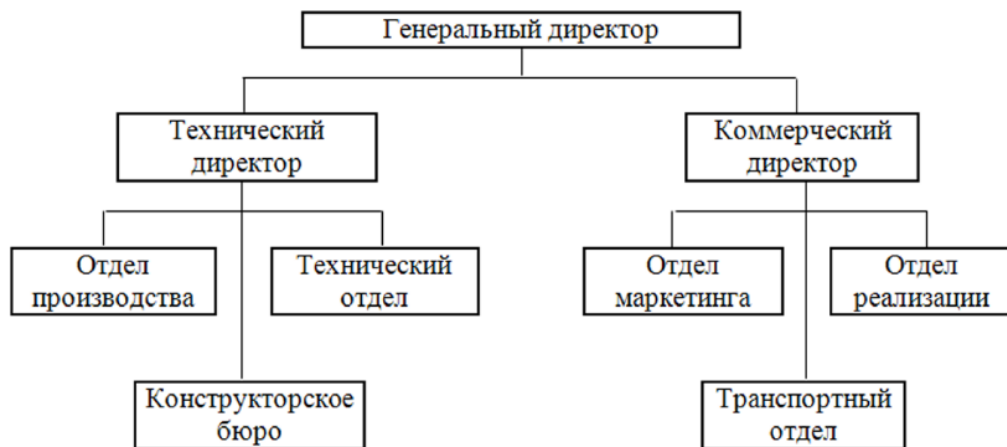 Генеральный директор
Технический
директор
Коммерческий
директор
Отдел
производства
Технический
отдел
Отдел
маркетинга
Отдел
реализации
Конструкторское
бюро
Транспортный
отдел